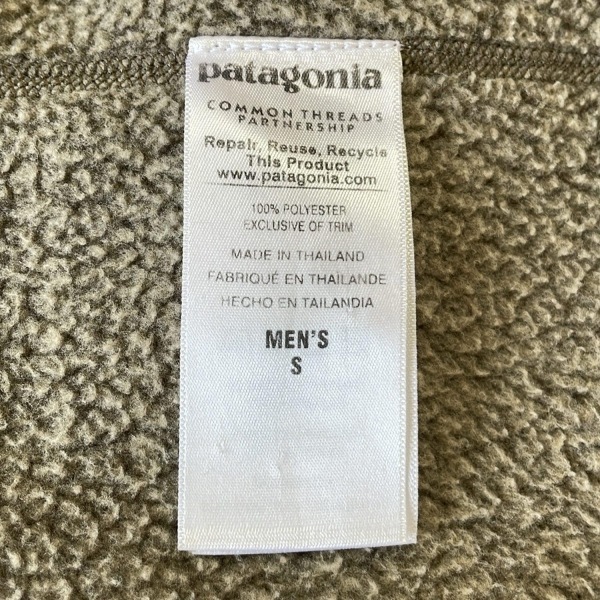 patagonia
COMMON THREADS
PARTNERSHIP
Repair, Reuse, Recycle
This Product
www.patagonia.com
100% POLYESTER
EXCLUSIVE OF TRIM
MADE IN THAILAND
FABRIQUÉ EN THAÏLANDE
HECHO EN TAILANDIA
MEN'S
S